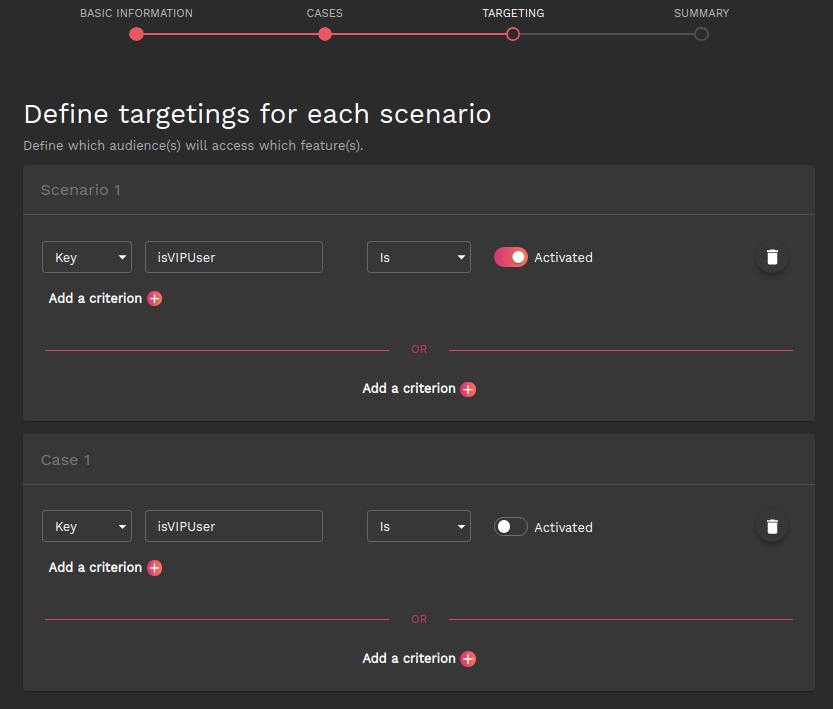 BASIC INFORMATION CASES TARGETING SUMMARY
Define targetings for each scenario
Define which audience(s) will access which feature(s).
Scenario 1
Key isVIPUser Is Activated
Add a criterion
OR
Add a criterion
Case 1
Key isVIPUser Is Activated
Add a criterion
OR
Add a criterion